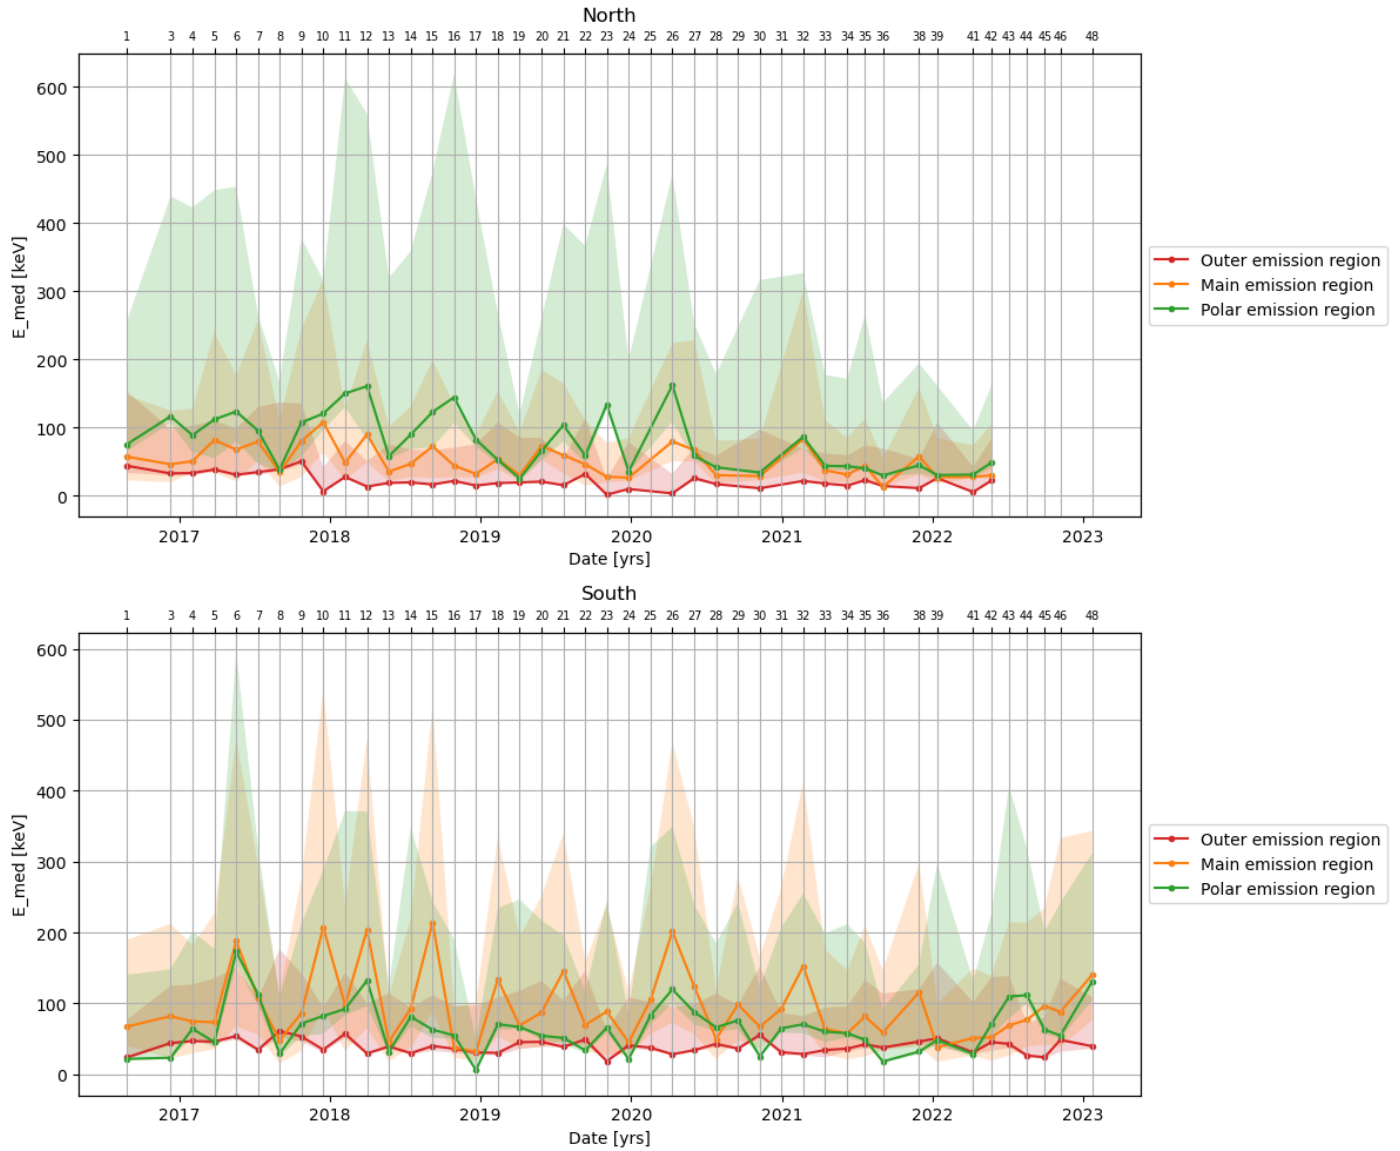 North
1 3 4 5 6 7 8 9 10 11 12 13 14 15 16 17 18 19 20 21 22 23 24 26 27 28 29 30 32 33 34 35 36 38 39 41 42 43 44 45 46 48
600
500
400
300
200
100
0
E_med [keV]
2017 2018 2019 2020 2021 2022 2023
Date [yrs]
Outer emission region
Main emission region
Polar emission region
South
1 3 4 5 6 7 8 9 10 11 12 13 14 15 16 17 18 19 20 21 22 23 24 25 26 27 28 29 30 31 32 33 34 35 36 38 39 41 42 43 44 45 46 48
600
500
400
300
200
100
0
E_med [keV]
2017 2018 2019 2020 2021 2022 2023
Date [yrs]
Outer emission region
Main emission region
Polar emission region